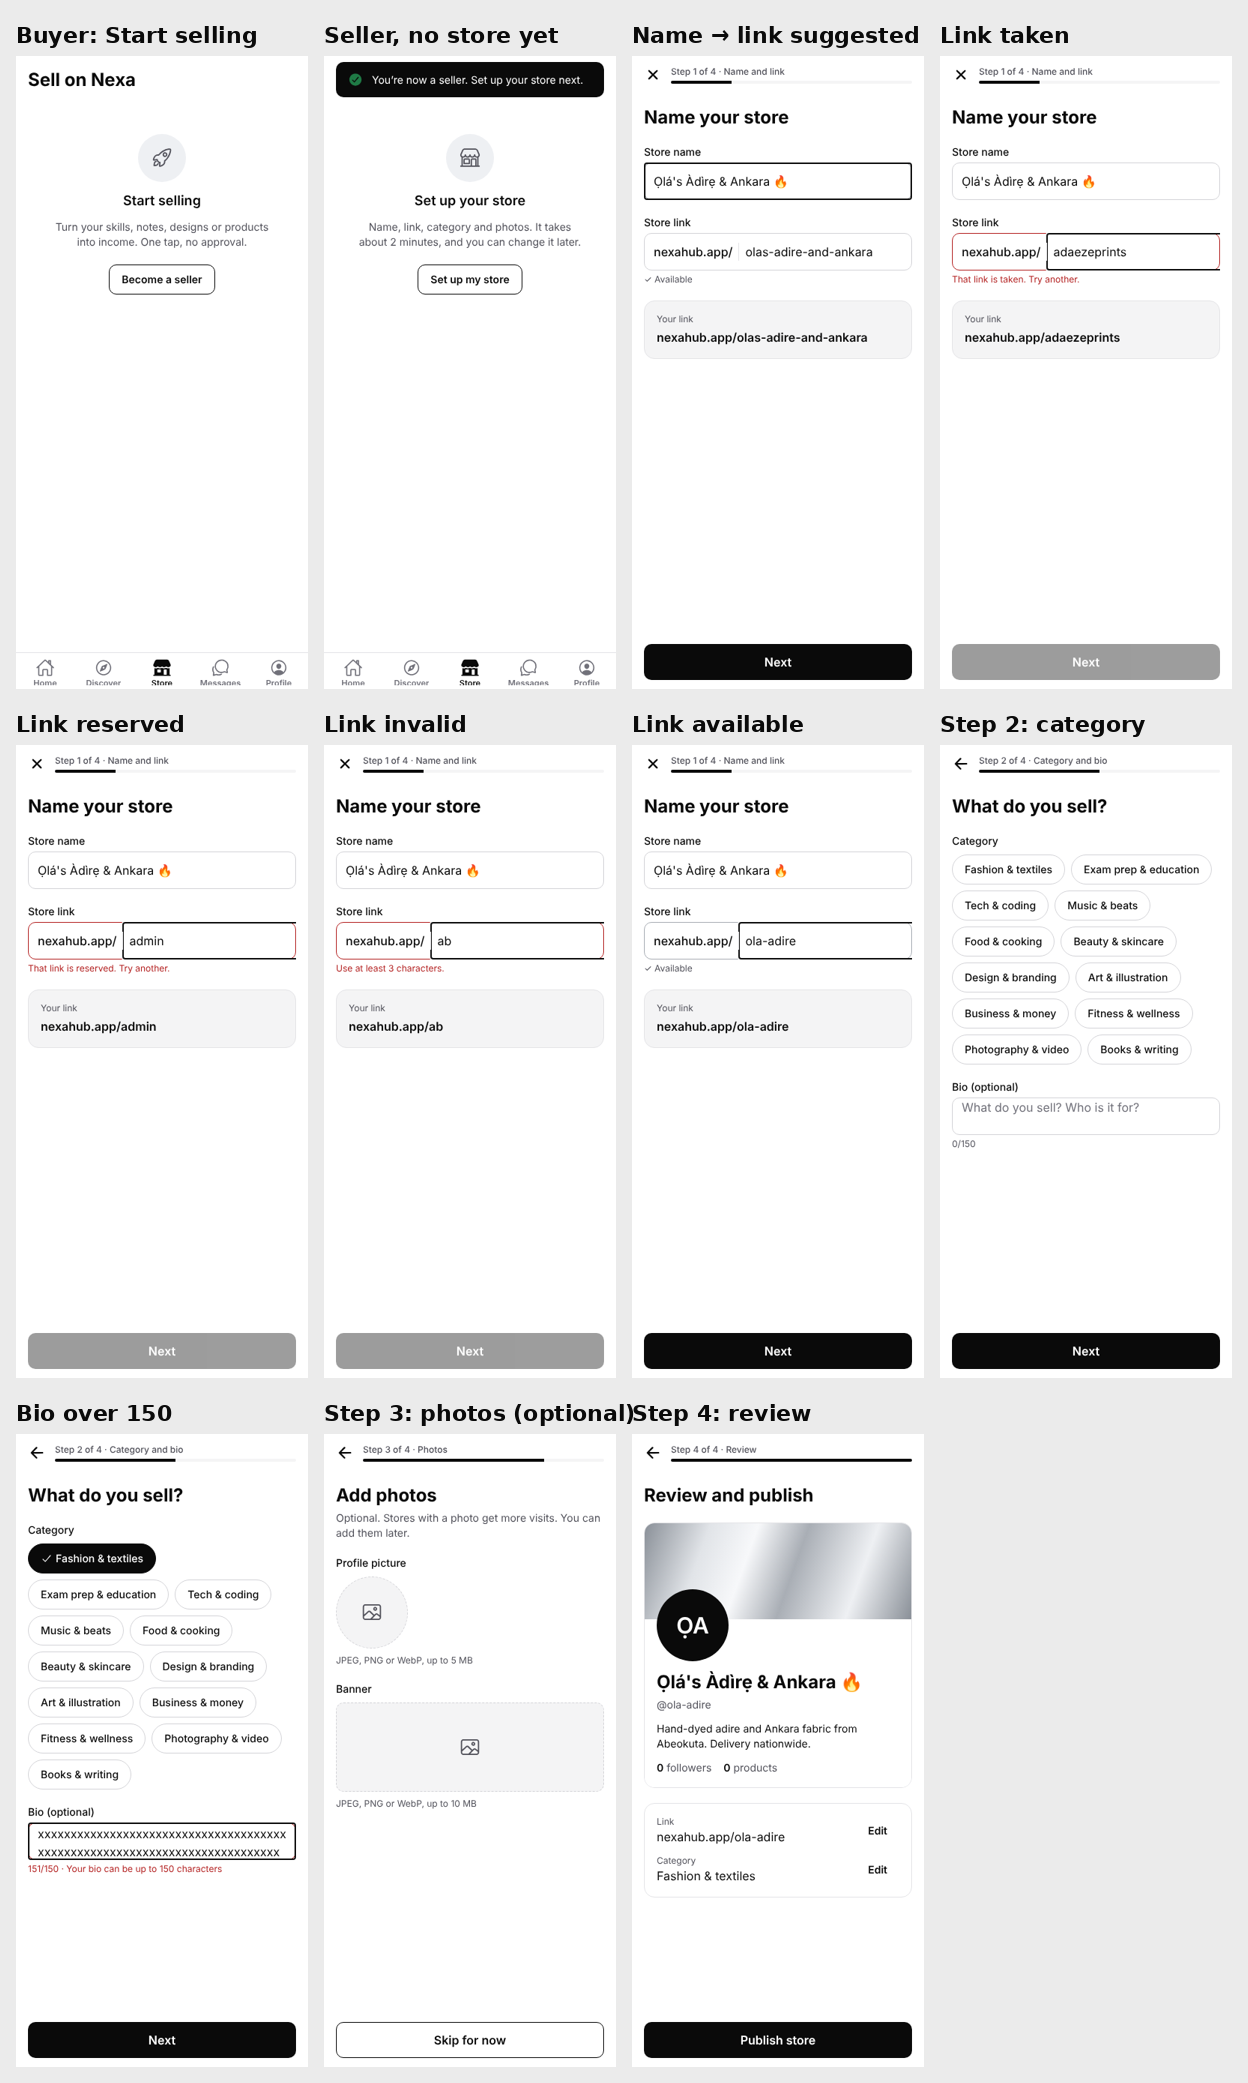 Buyer: Start selling
Sell on Nexa
Start selling
Turn your skills, notes, designs or products
into income. One tap, no approval.
Become a seller
Home
Discover
Store
Messages
Profile
Seller, no store yet
You're now a seller. Set up your store next.
Set up your store
Name, link, category and photos. It takes
about 2 minutes, and you can change it later.
Set up my store
Home
Discover
Store
Messages
Profile
Name → link suggested
Step 1 of 4 · Name and link
Name your store
Store name
Ọlá's Àdìrẹ & Ankara 🔥
Store link
nexahub.app/ olas-adire-and-ankara
✓ Available
Your link
nexahub.app/olas-adire-and-ankara
Next
Link taken
Step 1 of 4 · Name and link
Name your store
Store name
Ọlá's Àdìrẹ & Ankara 🔥
Store link
nexahub.app/ adaezeprints
That link is taken. Try another.
Your link
nexahub.app/adaezeprints
Next
Link reserved
Step 1 of 4 · Name and link
Name your store
Store name
Ọlá's Àdìrẹ & Ankara 🔥
Store link
nexahub.app/ admin
That link is reserved. Try another.
Your link
nexahub.app/admin
Next
Link invalid
Step 1 of 4 · Name and link
Name your store
Store name
Ọlá's Àdìrẹ & Ankara 🔥
Store link
nexahub.app/ ab
Use at least 3 characters.
Your link
nexahub.app/ab
Next
Link available
Step 1 of 4 · Name and link
Name your store
Store name
Ọlá's Àdìrẹ & Ankara 🔥
Store link
nexahub.app/ ola-adire
✓ Available
Your link
nexahub.app/ola-adire
Next
Step 2: category
Step 2 of 4 · Category and bio
What do you sell?
Category
Fashion & textiles
Exam prep & education
Tech & coding
Music & beats
Food & cooking
Beauty & skincare
Design & branding
Art & illustration
Business & money
Fitness & wellness
Photography & video
Books & writing
Bio (optional)
What do you sell? Who is it for?
0/150
Next
Bio over 150
Step 2 of 4 · Category and bio
What do you sell?
Category
✓ Fashion & textiles
Exam prep & education
Tech & coding
Music & beats
Food & cooking
Beauty & skincare
Design & branding
Art & illustration
Business & money
Fitness & wellness
Photography & video
Books & writing
Bio (optional)
xxxxxxxxxxxxxxxxxxxxxxxxxxxxxxxxxxxxxx
xxxxxxxxxxxxxxxxxxxxxxxxxxxxxxxxxxxxx
151/150 · Your bio can be up to 150 characters
Next
Step 3: photos (optional)
Step 3 of 4 · Photos
Add photos
Optional. Stores with a photo get more visits. You can
add them later.
Profile picture
JPEG, PNG or WebP, up to 5 MB
Banner
JPEG, PNG or WebP, up to 10 MB
Skip for now
Step 4: review
Step 4 of 4 · Review
Review and publish
ỌA
Ọlá's Àdìrẹ & Ankara 🔥
@ola-adire
Hand-dyed adire and Ankara fabric from
Abeokuta. Delivery nationwide.
0 followers 0 products
Link
nexahub.app/ola-adire
Edit
Category
Fashion & textiles
Edit
Publish store